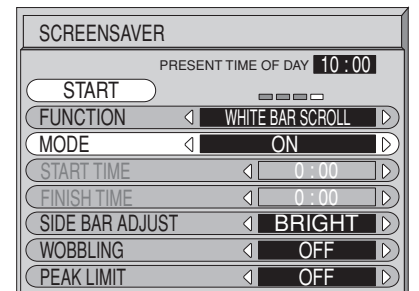 SCREENSAVER
PRESENT TIME OF DAY 10 : 00
START
FUNCTION WHITE BAR SCROLL
MODE ON
START TIME 0 : 00
FINISH TIME 0 : 00
SIDE BAR ADJUST BRIGHT
WOBBLING OFF
PEAK LIMIT OFF